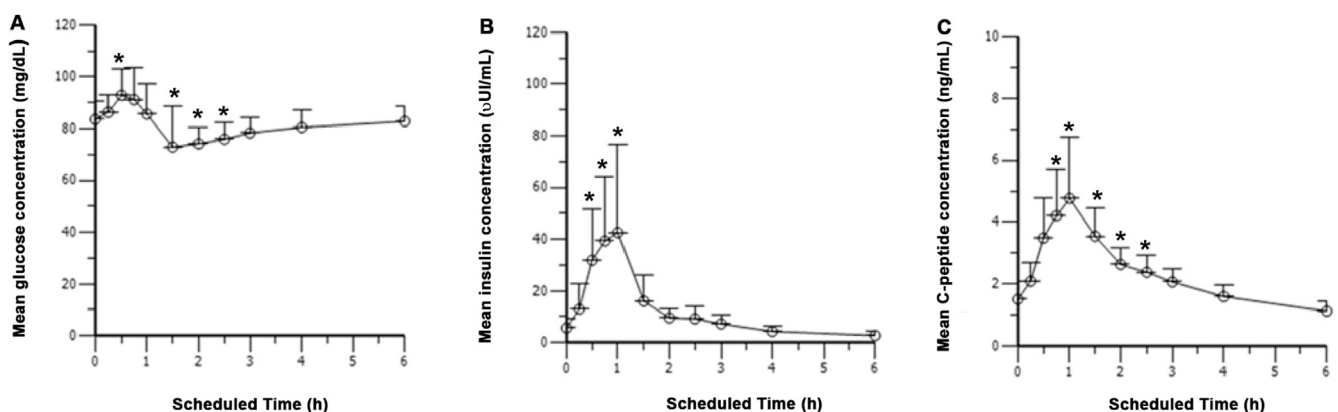 A
Mean glucose concentration (mg/dL)
120
100
80
60
40
20
0
* * * * *
0 1 2 3 4 5 6
Scheduled Time (h)
B
Mean insulin concentration (υUI/mL)
120
100
80
60
40
20
0
* * *
0 1 2 3 4 5 6
Scheduled Time (h)
C
Mean C-peptide concentration (ng/mL)
10
8
6
4
2
0
* * * * *
0 1 2 3 4 5 6
Scheduled Time (h)